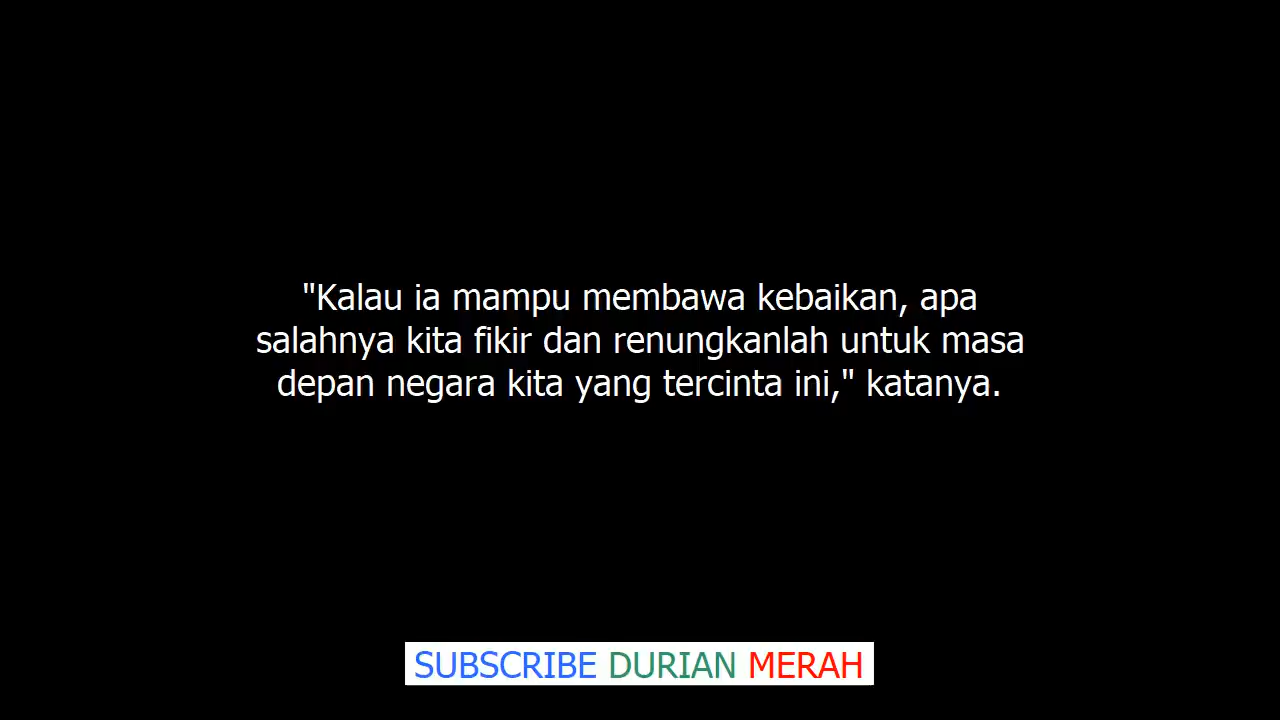 "Kalau ia mampu membawa kebaikan, apa
salahnya kita fikir dan renungkanlah untuk masa
depan negara kita yang tercinta ini," katanya.
SUBSCRIBE DURIAN MERAH